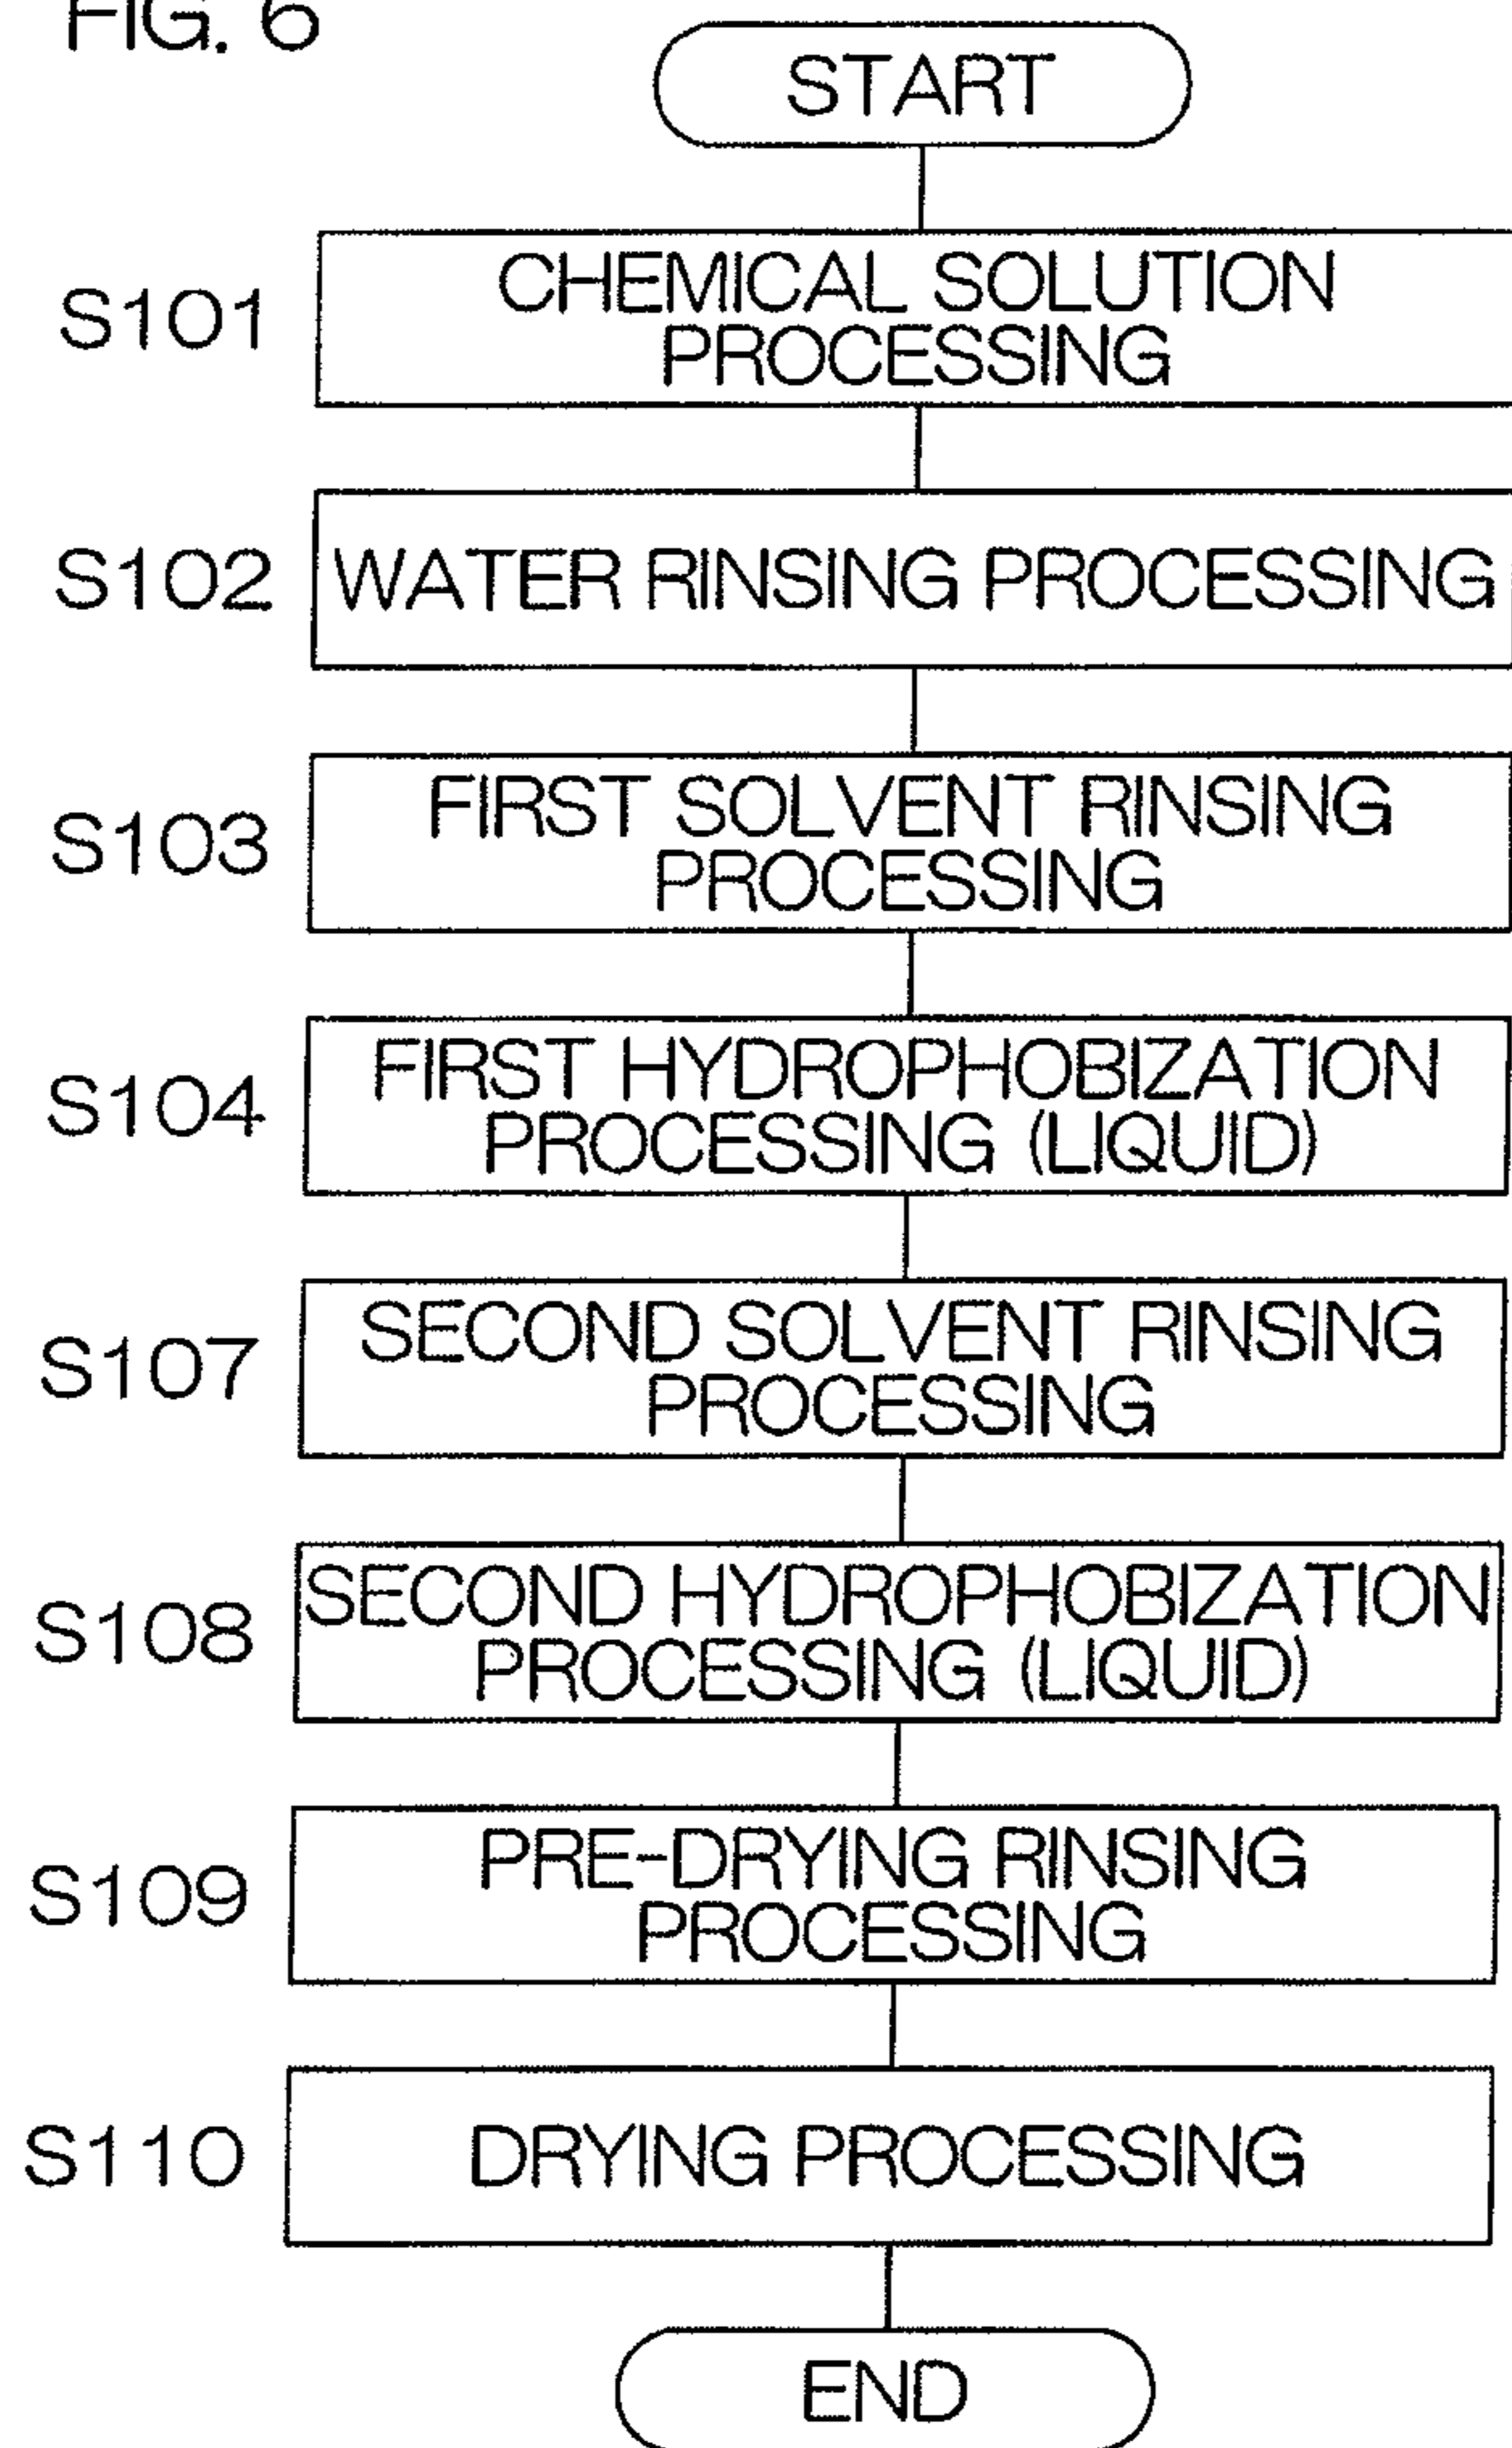 FIG. 6
START
S101
CHEMICAL SOLUTION
PROCESSING
S102
WATER RINSING PROCESSING
S103
FIRST SOLVENT RINSING
PROCESSING
S104
FIRST HYDROPHOBIZATION
PROCESSING (LIQUID)
S107
SECOND SOLVENT RINSING
PROCESSING
S108
SECOND HYDROPHOBIZATION
PROCESSING (LIQUID)
S109
PRE-DRYING RINSING
PROCESSING
S110
DRYING PROCESSING
END